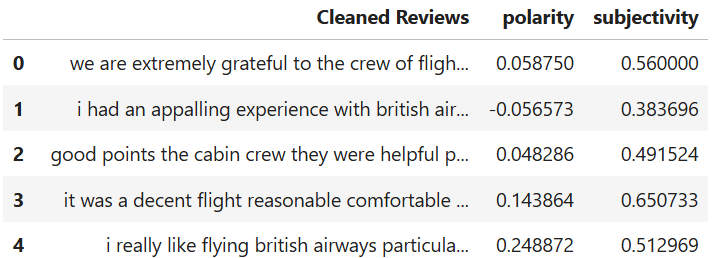 Cleaned Reviews polarity subjectivity
0 we are extremely grateful to the crew of fligh... 0.058750 0.560000
1 i had an appalling experience with british air... -0.056573 0.383696
2 good points the cabin crew they were helpful p... 0.048286 0.491524
3 it was a decent flight reasonable comfortable ... 0.143864 0.650733
4 i really like flying british airways particula... 0.248872 0.512969